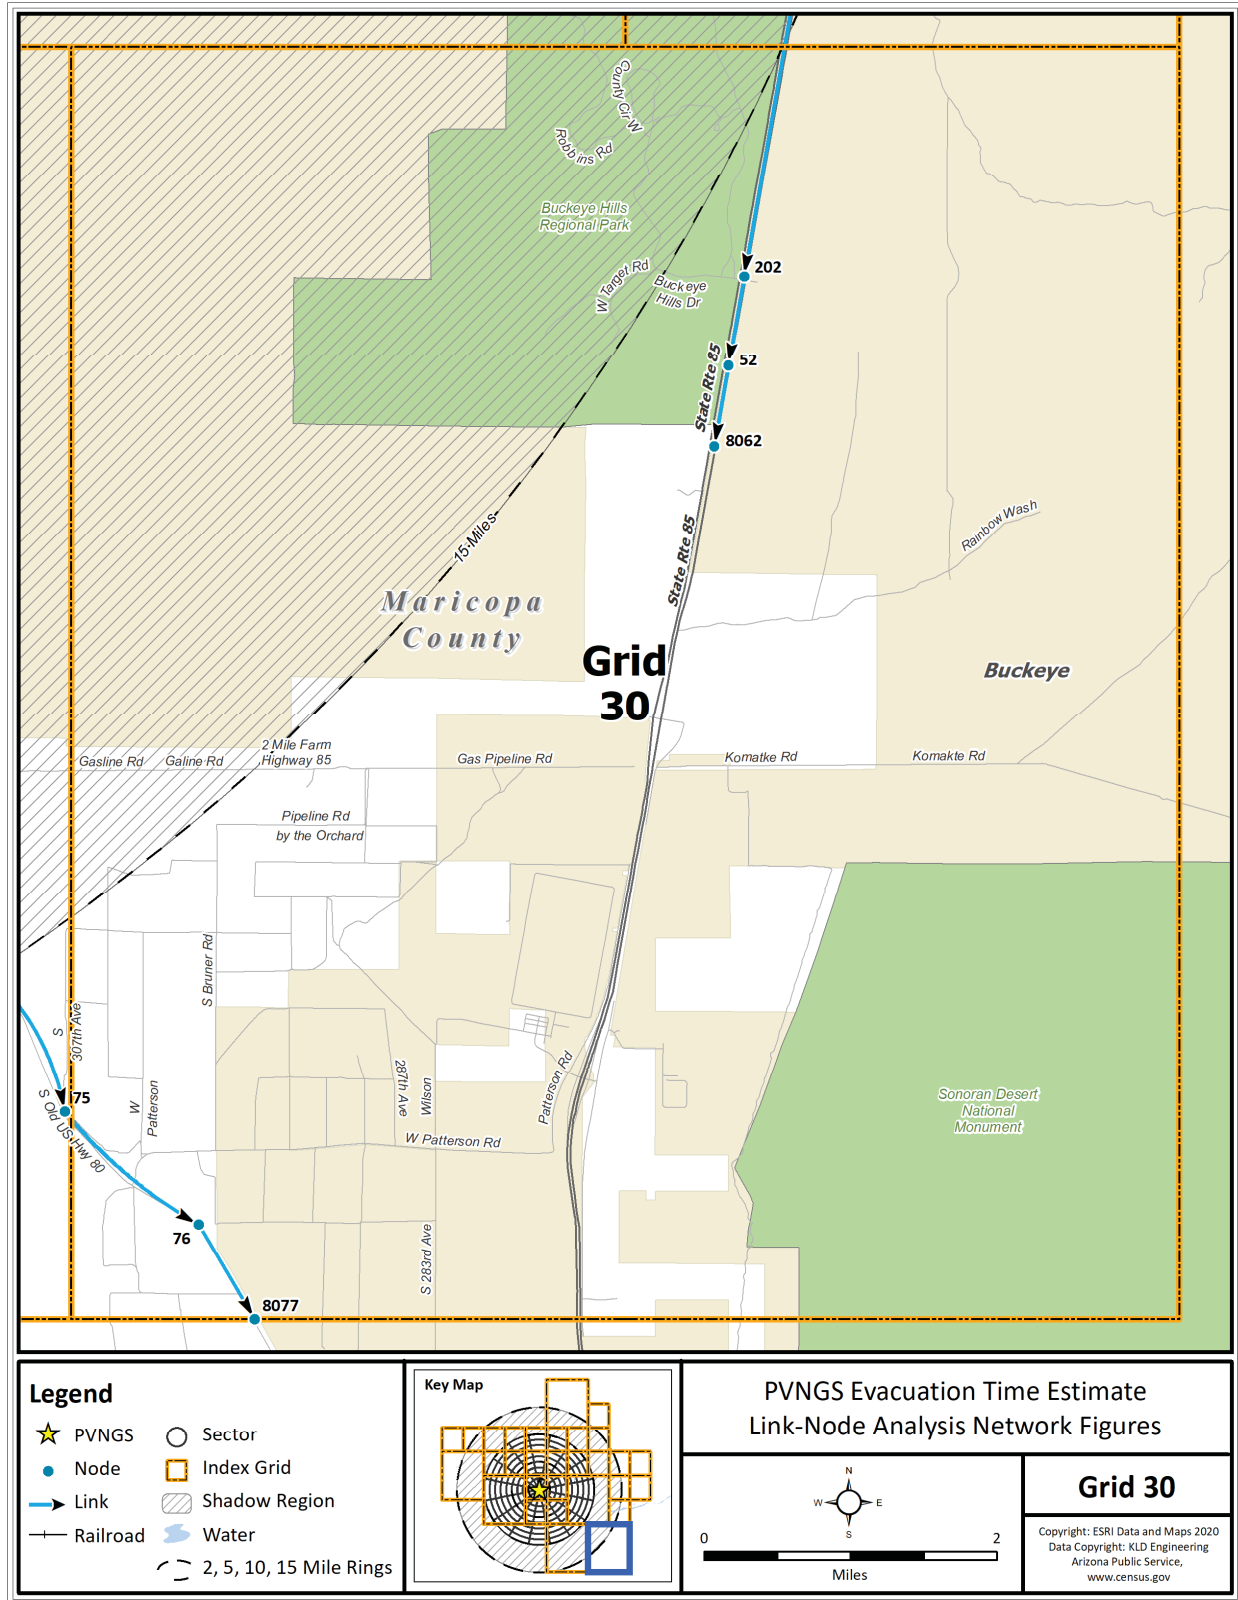 County Cir W
Robbins Rd
Buckeye Hills
Regional Park
W Target Rd
Buckeye
Hills Dr
202
52
State Rte 85
8062
15 Miles
State Rte 85
Rainbow Wash
Maricopa
County
Grid
30
Buckeye
2 Mile Farm
Highway 85
Gasline Rd
Galine Rd
Gas Pipeline Rd
Komatke Rd
Komakte Rd
Pipeline Rd
by the Orchard
S Bruner Rd
S
307th Ave
75
S Old US Hwy 80
W
Patterson
287th Ave
Wilson
Patterson Rd
W Patterson Rd
Sonoran Desert
National
Monument
76
S 283rd Ave
8077
Legend
PVNGS
Node
Link
Railroad
Sector
Index Grid
Shadow Region
Water
2, 5, 10, 15 Mile Rings
Key Map
PVNGS Evacuation Time Estimate
Link-Node Analysis Network Figures
N
W
E
S
0
2
Miles
Grid 30
Copyright: ESRI Data and Maps 2020
Data Copyright: KLD Engineering
Arizona Public Service,
www.census.gov